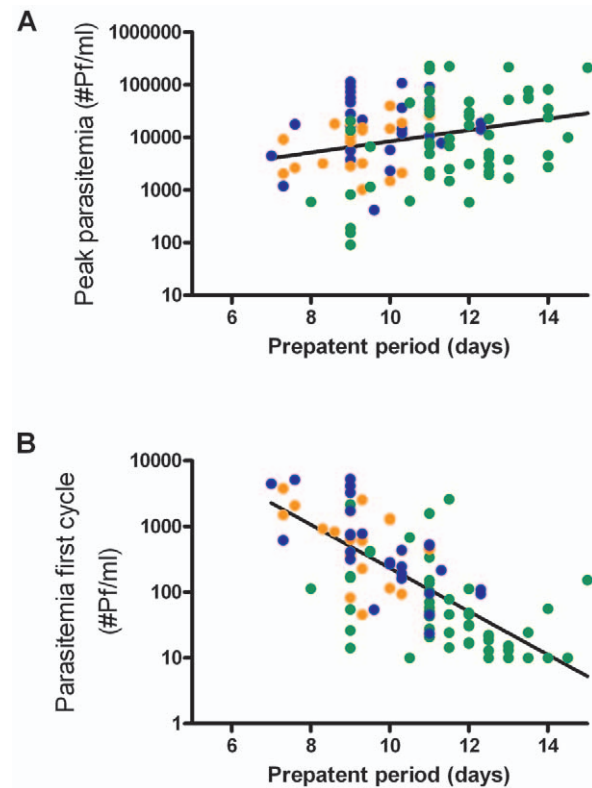 A
Peak parasitemia (#Pf/ml)
1000000
100000
10000
1000
100
10
6 8 10 12 14
Prepatent period (days)
B
Parasitemia first cycle
(#Pf/ml)
10000
1000
100
10
1
6 8 10 12 14
Prepatent period (days)